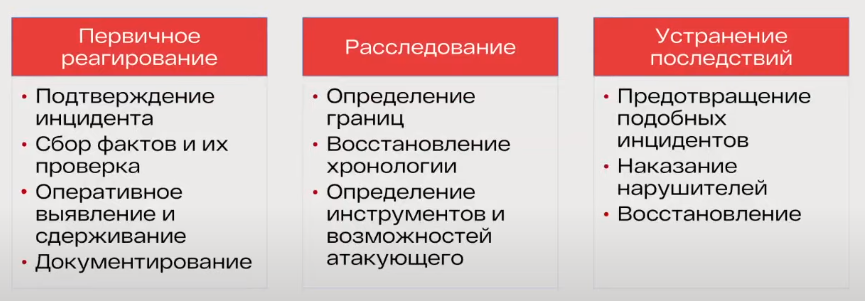 Первичное
реагирование
• Подтверждение
инцидента
• Сбор фактов и их
проверка
• Оперативное
выявление и
сдерживание
• Документирование
Расследование
• Определение
границ
• Восстановление
хронологии
• Определение
инструментов и
возможностей
атакующего
Устранение
последствий
• Предотвращение
подобных
инцидентов
• Наказание
нарушителей
• Восстановление